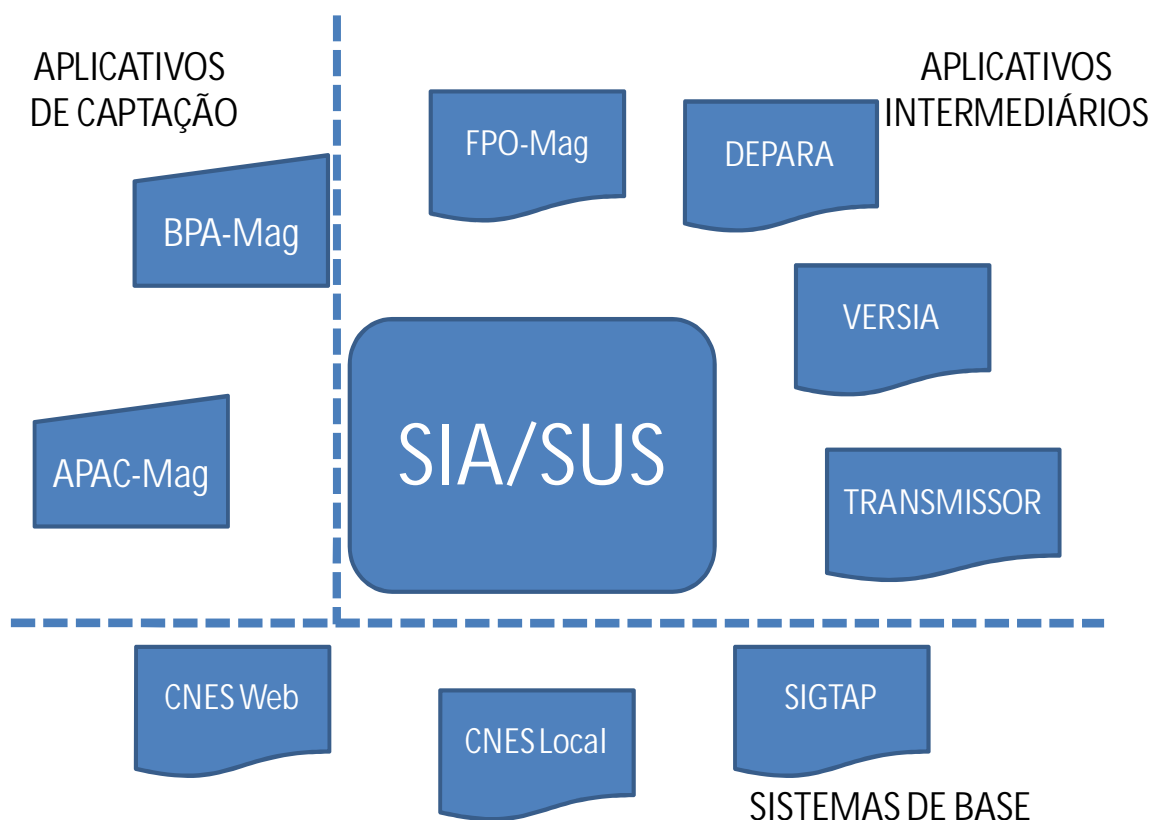 APLICATIVOS
DE CAPTAÇÃO
APLICATIVOS
INTERMEDIÁRIOS
FPO-Mag
DEPARA
BPA-Mag
VERSIA
SIA/SUS
APAC-Mag
TRANSMISSOR
CNES Web
CNES Local
SIGTAP
SISTEMAS DE BASE